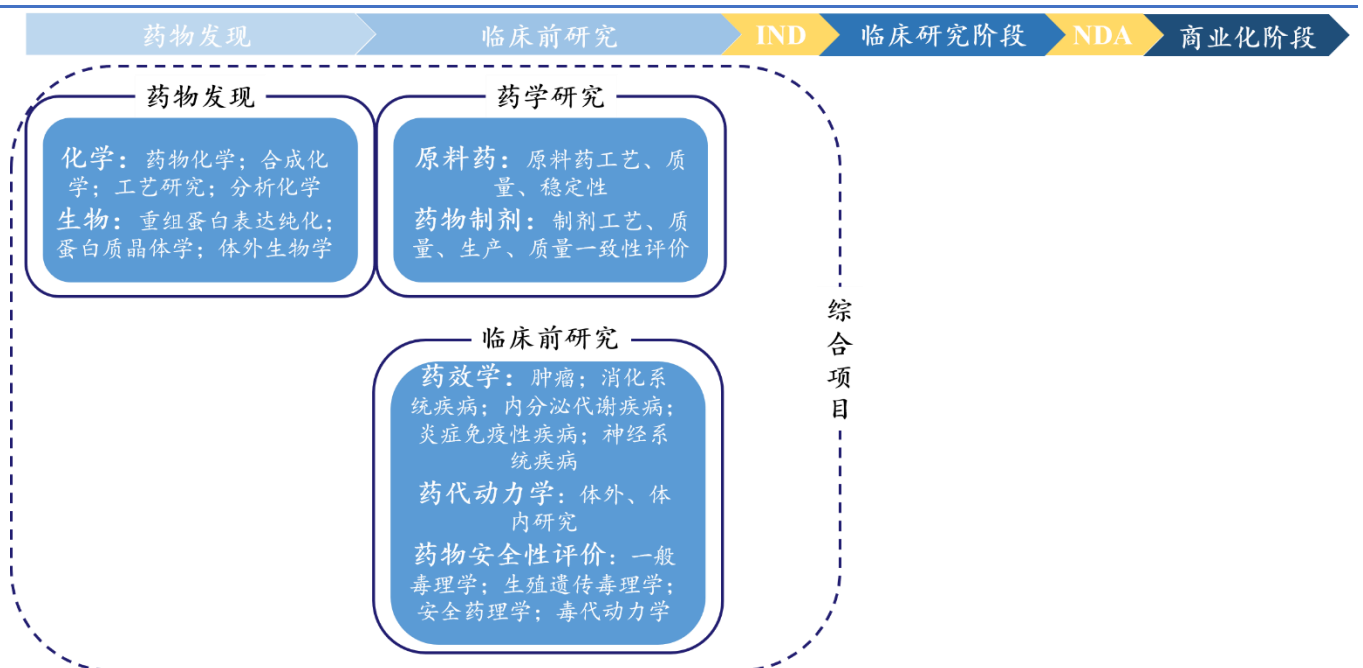 药物发现
临床前研究
IND
临床研究阶段
NDA
商业化阶段
药物发现
化学：药物化学；合成化
学；工艺研究；分析化学
生物：重组蛋白表达纯化；
蛋白质晶体学；体外生物学
药学研究
原料药：原料药工艺、质
量、稳定性
药物制剂：制剂工艺、质
量、生产、质量一致性评价
临床前研究
药效学：肿瘤；消化系
统疾病；内分泌代谢疾病；
炎症免疫性疾病；神经系
统疾病
药代动力学：体外、体
内研究
药物安全性评价：一般
毒理学；生殖遗传毒理学；
安全药理学；毒代动力学
综合项目